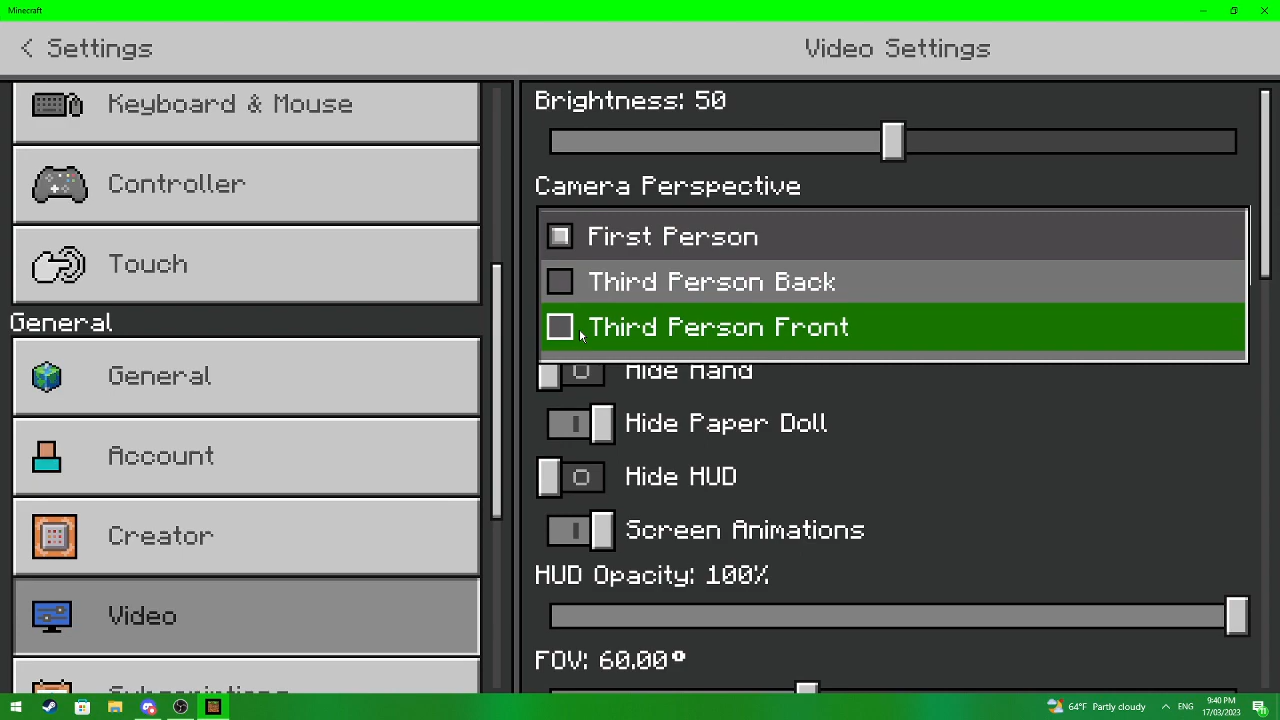 Minecraft
Settings
Video Settings
Keyboard & Mouse
Controller
Touch
General
General
Account
Creator
Video
Subscriptions
Brightness: 50
Camera Perspective
First Person
Third Person Back
Third Person Front
Hide Hand
Hide Paper Doll
Hide HUD
Screen Animations
HUD Opacity: 100%
FOV: 60.00°
64°F Partly cloudy
ENG
9:40 PM
17/03/2023